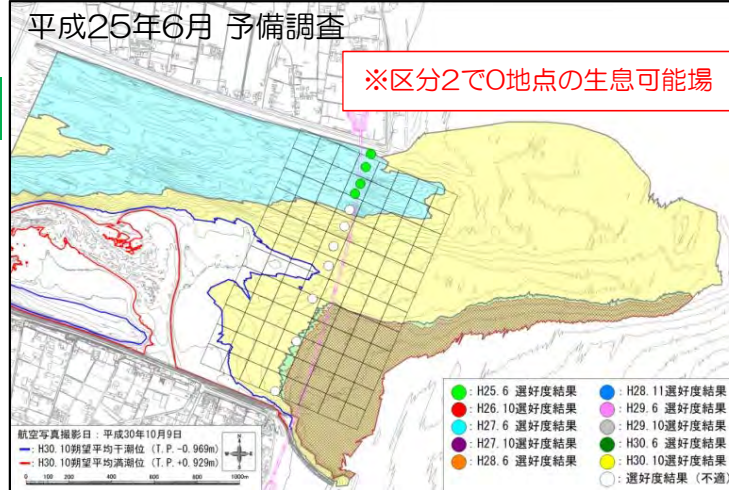 平成25年6月 予備調査
※区分2で0地点の生息可能場
: H25.6 選好度結果
: H26.10選好度結果
: H27.6 選好度結果
: H27.10選好度結果
: H28.6 選好度結果
: H28.11選好度結果
: H29.6 選好度結果
: H29.10選好度結果
: H30.6 選好度結果
: H30.10選好度結果
: 選好度結果（不適）
航空写真撮影日：平成30年10月9日
: H30.10朔望平均干潮位 (T.P.-0.969m)
: H30.10朔望平均満潮位 (T.P.+0.929m)
0 100 200 400 600 800 1000m